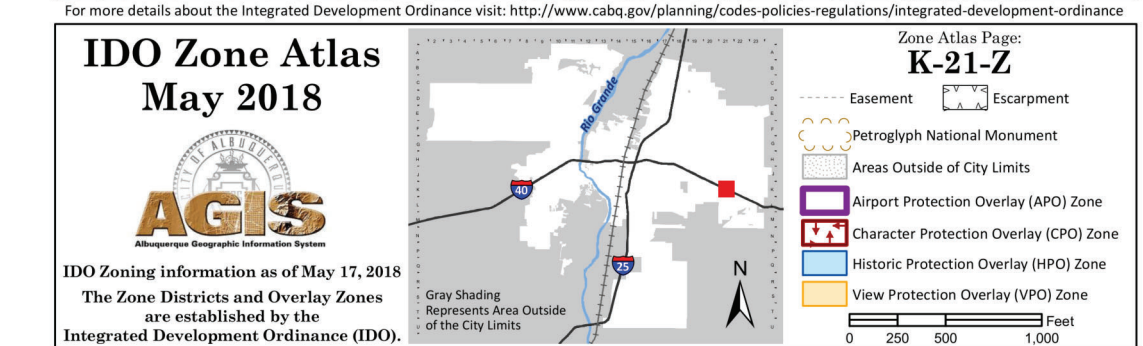 For more details about the Integrated Development Ordinance visit: http://www.cabq.gov/planning/codes-policies-regulations/integrated-development-ordinance
IDO Zone Atlas
May 2018
CITY OF ALBUQUERQUE
AGIS
Albuquerque Geographic Information System
IDO Zoning information as of May 17, 2018
The Zone Districts and Overlay Zones
are established by the
Integrated Development Ordinance (IDO).
Rio Grande
40
25
Gray Shading
Represents Area Outside
of the City Limits
N
Zone Atlas Page:
K-21-Z
Easement
Escarpment
Petroglyph National Monument
Areas Outside of City Limits
Airport Protection Overlay (APO) Zone
Character Protection Overlay (CPO) Zone
Historic Protection Overlay (HPO) Zone
View Protection Overlay (VPO) Zone
Feet
0 250 500 1,000